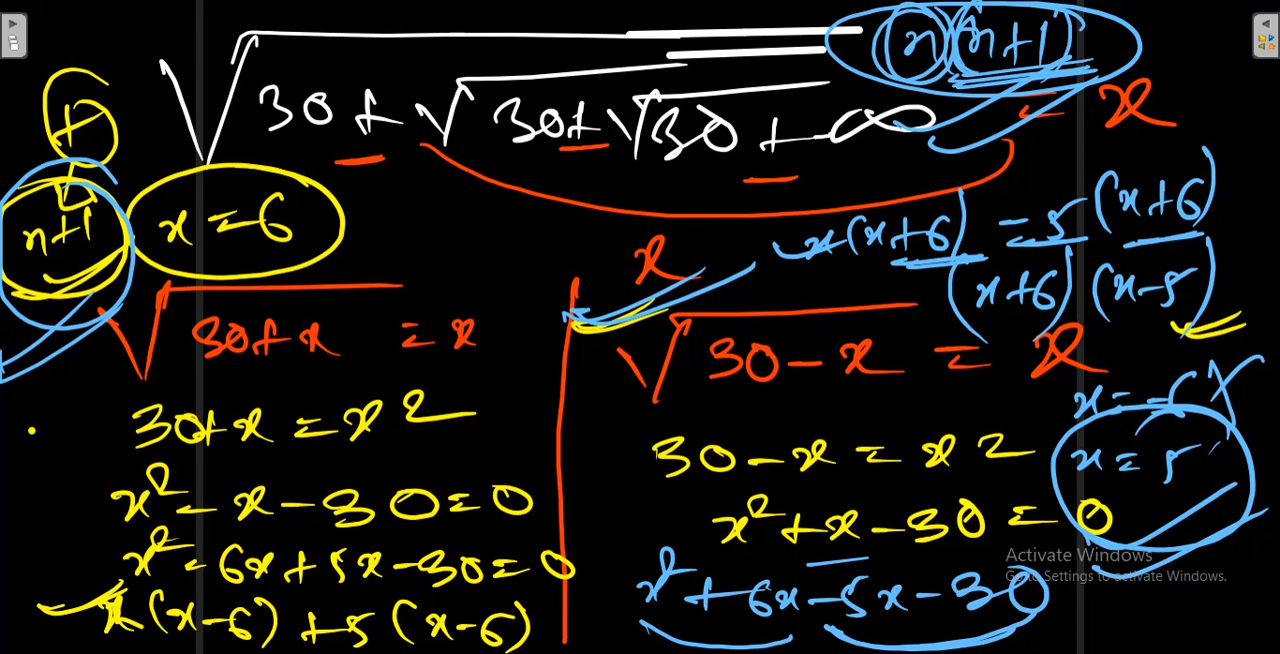 √30+√30+√30+-∞
n(n+1) ← x
+
n+1
x=6
x
x(x+6) =5(x+6)
(x+6)(x-5)
√30+x =x
√30-x = x
30+x=x2
30-x=x2
x=-6
x=5
x²-x-30=0
x²+x-30=0
x²-6x+5x-30=0
x²+6x-5x-30
x(x-6)+5(x-6)
Activate Windows
Go to Settings to activate Windows.